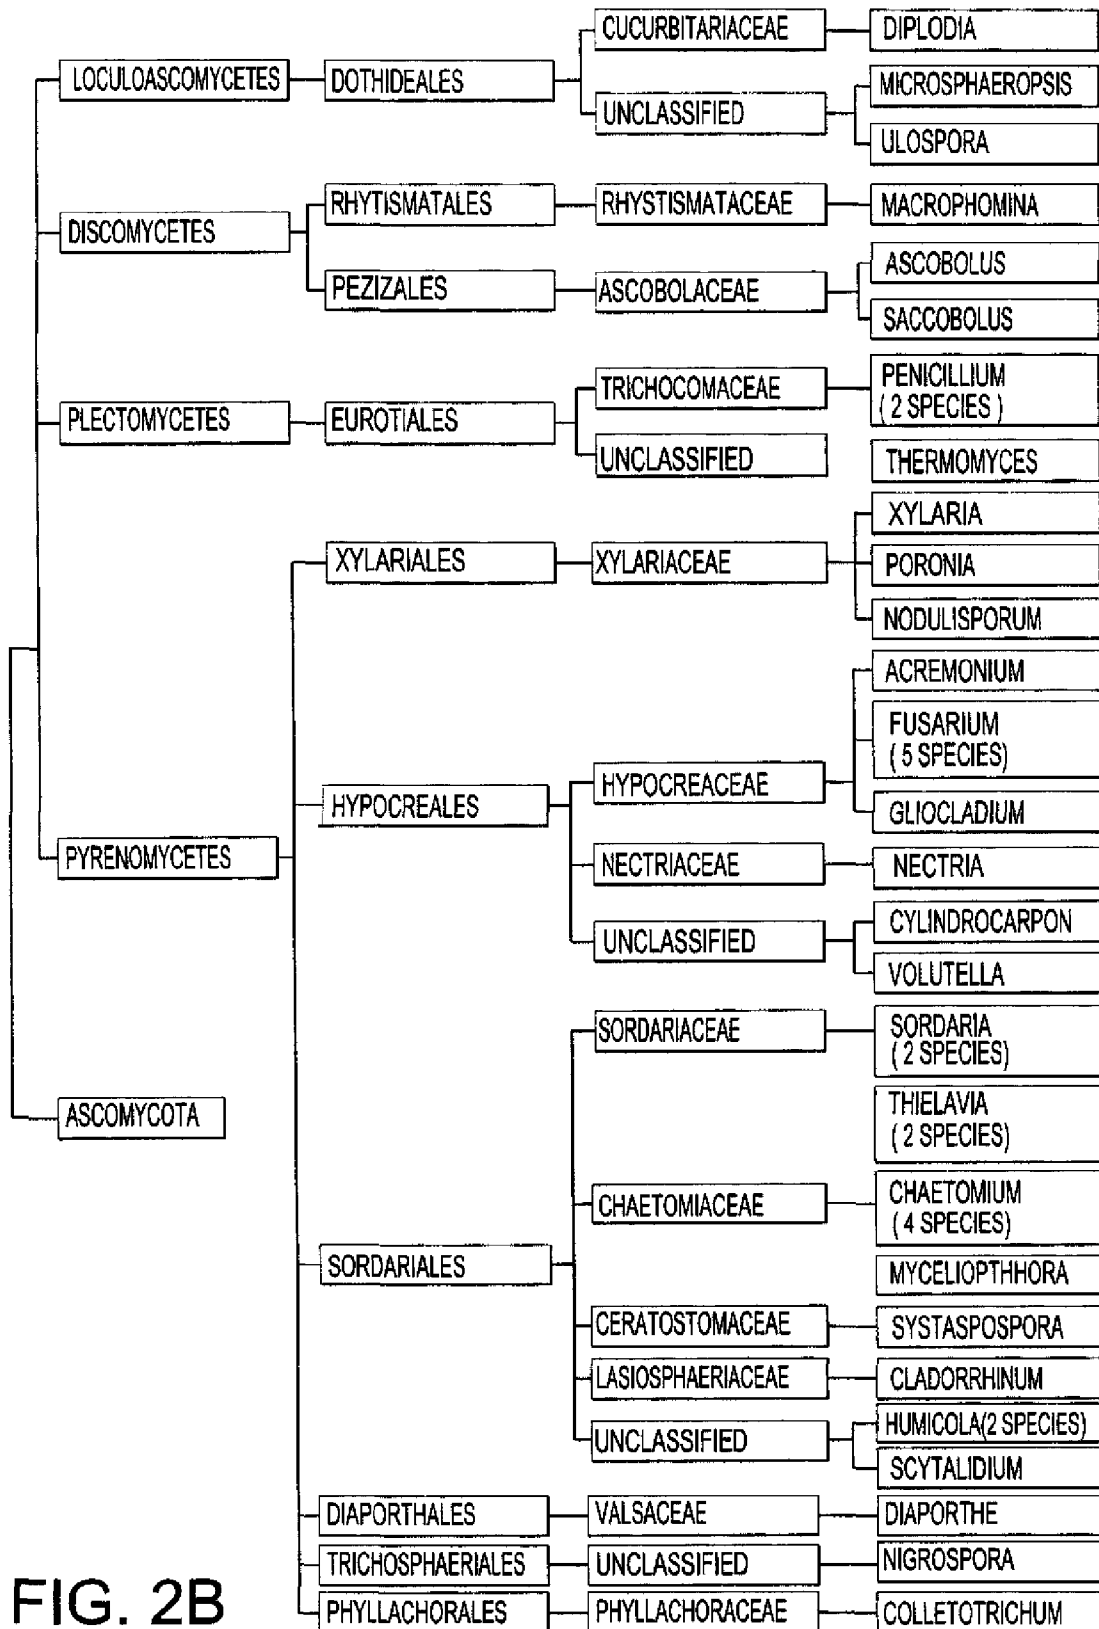 CUCURBITARIACEAE
DIPLODIA
LOCULOASCOMYCETES
DOTHIDEALES
MICROSPHAEROPSIS
UNCLASSIFIED
ULOSPORA
RHYTISMATALES
RHYSTISMATACEAE
MACROPHOMINA
DISCOMYCETES
ASCOBOLUS
PEZIZALES
ASCOBOLACEAE
SACCOBOLUS
TRICHOCOMACEAE
PENICILLIUM
( 2 SPECIES )
PLECTOMYCETES
EUROTIALES
UNCLASSIFIED
THERMOMYCES
XYLARIA
XYLARIALES
XYLARIACEAE
PORONIA
NODULISPORUM
ACREMONIUM
FUSARIUM
( 5 SPECIES)
HYPOCREACEAE
HYPOCREALES
GLIOCLADIUM
PYRENOMYCETES
NECTRIACEAE
NECTRIA
CYLINDROCARPON
UNCLASSIFIED
VOLUTELLA
SORDARIACEAE
SORDARIA
( 2 SPECIES)
ASCOMYCOTA
THIELAVIA
( 2 SPECIES)
CHAETOMIACEAE
CHAETOMIUM
( 4 SPECIES)
SORDARIALES
MYCELIOPTHHORA
CERATOSTOMACEAE
SYSTASPOSPORA
LASIOSPHAERIACEAE
CLADORRHINUM
HUMICOLA(2 SPECIES)
UNCLASSIFIED
SCYTALIDIUM
DIAPORTHALES
VALSACEAE
DIAPORTHE
TRICHOSPHAERIALES
UNCLASSIFIED
NIGROSPORA
PHYLLACHORALES
PHYLLACHORACEAE
COLLETOTRICHUM
FIG. 2B